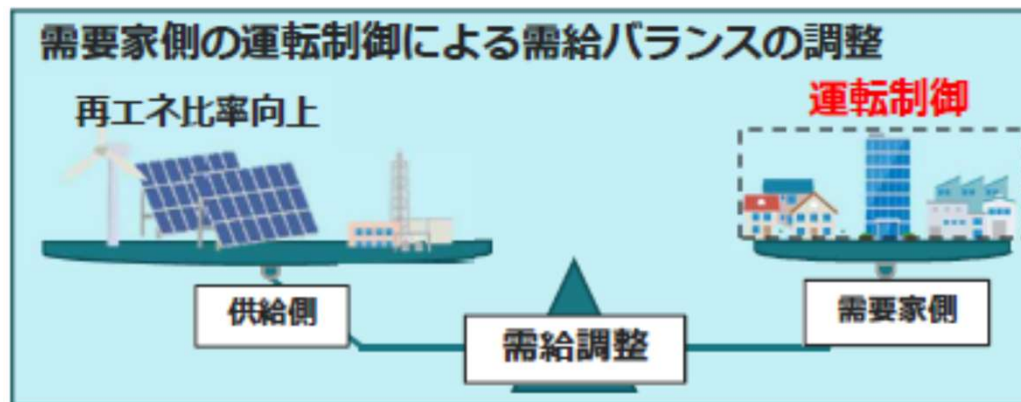 需要家側の運転制御による需給バランスの調整
再エネ比率向上
運転制御
供給側
需要家側
需給調整